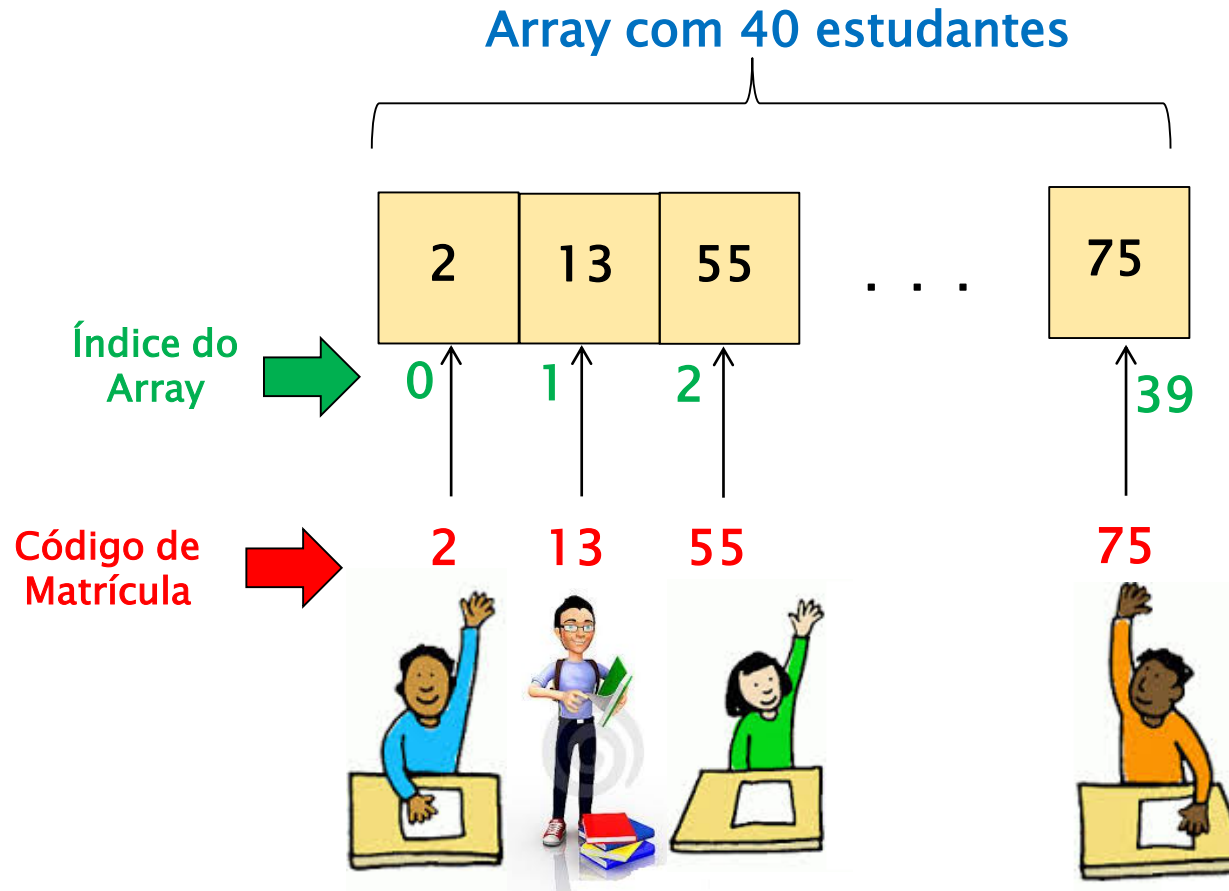 Array com 40 estudantes
2 13 55 . . . 75
Índice do
Array
0 1 2 39
Código de
Matrícula
2 13 55 75